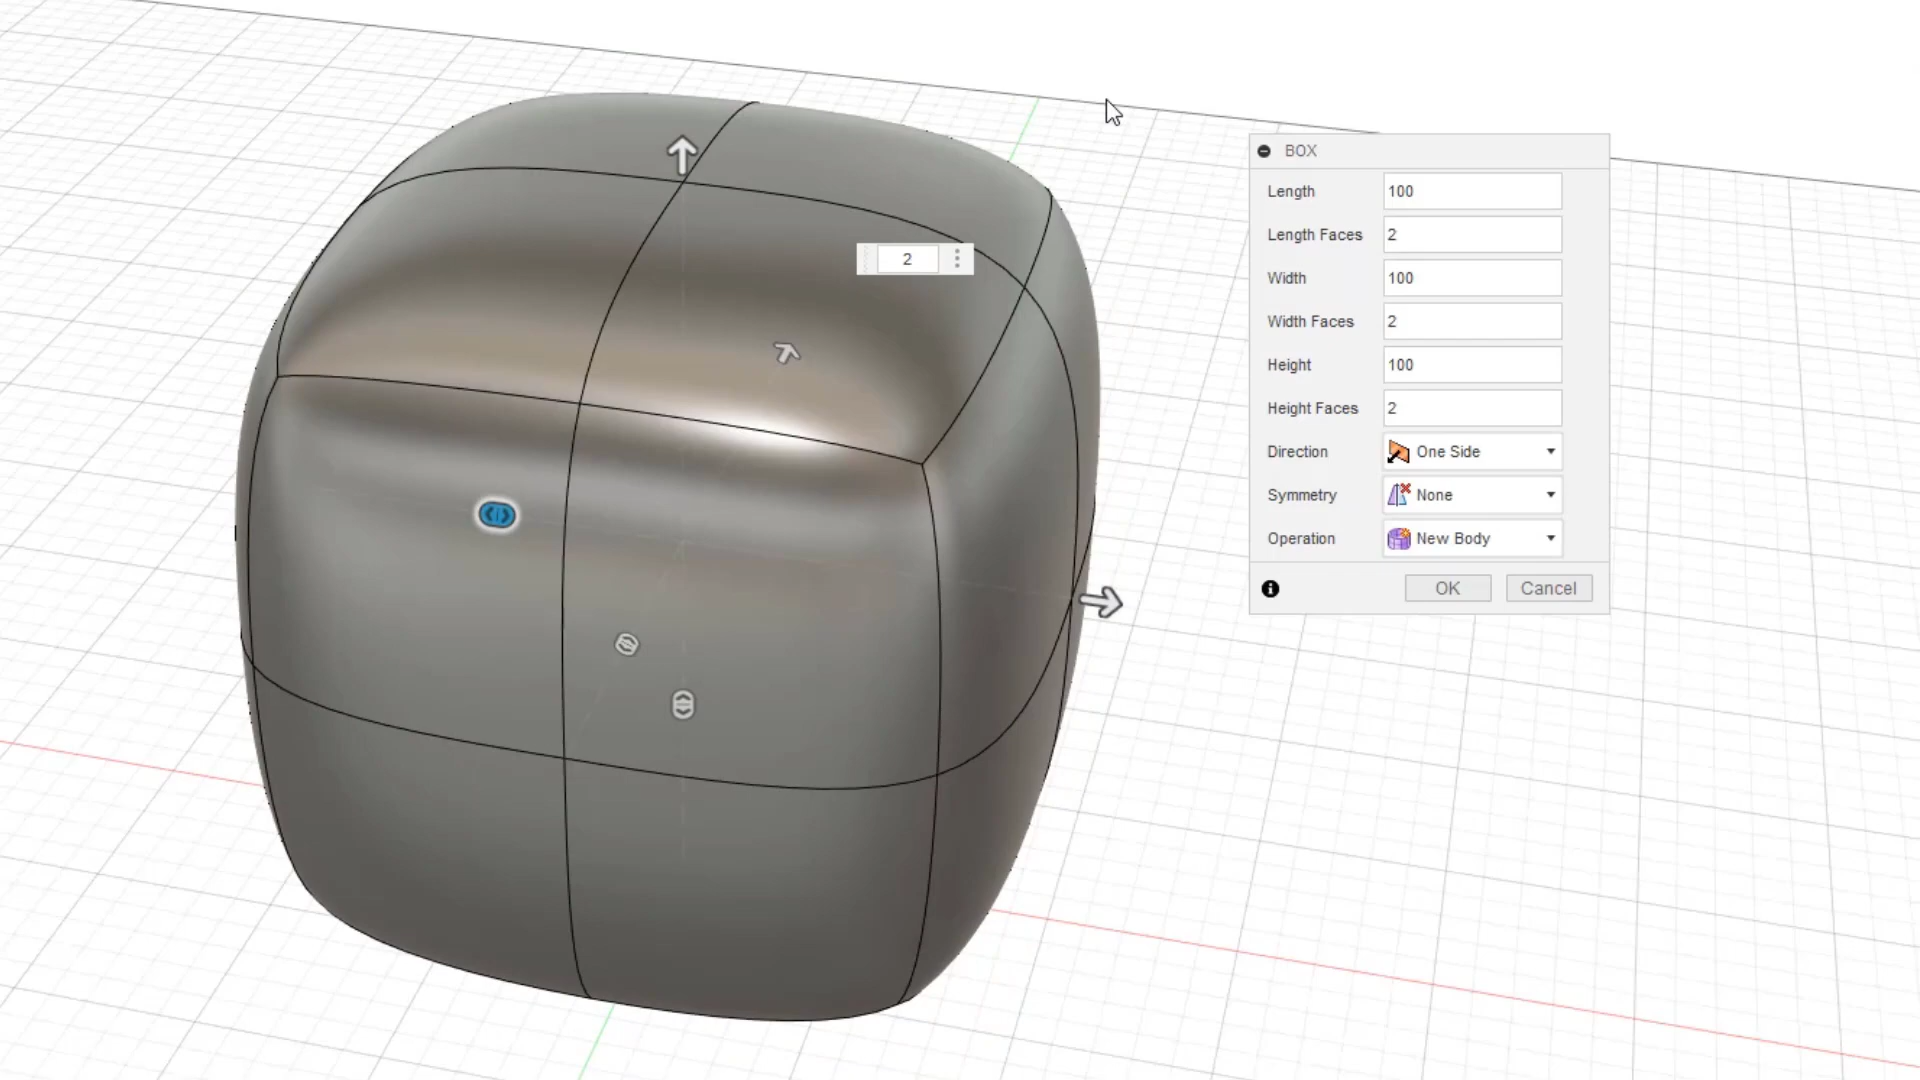 BOX
Length 100
Length Faces 2
Width 100
Width Faces 2
Height 100
Height Faces 2
Direction One Side
Symmetry None
Operation New Body
OK Cancel
2